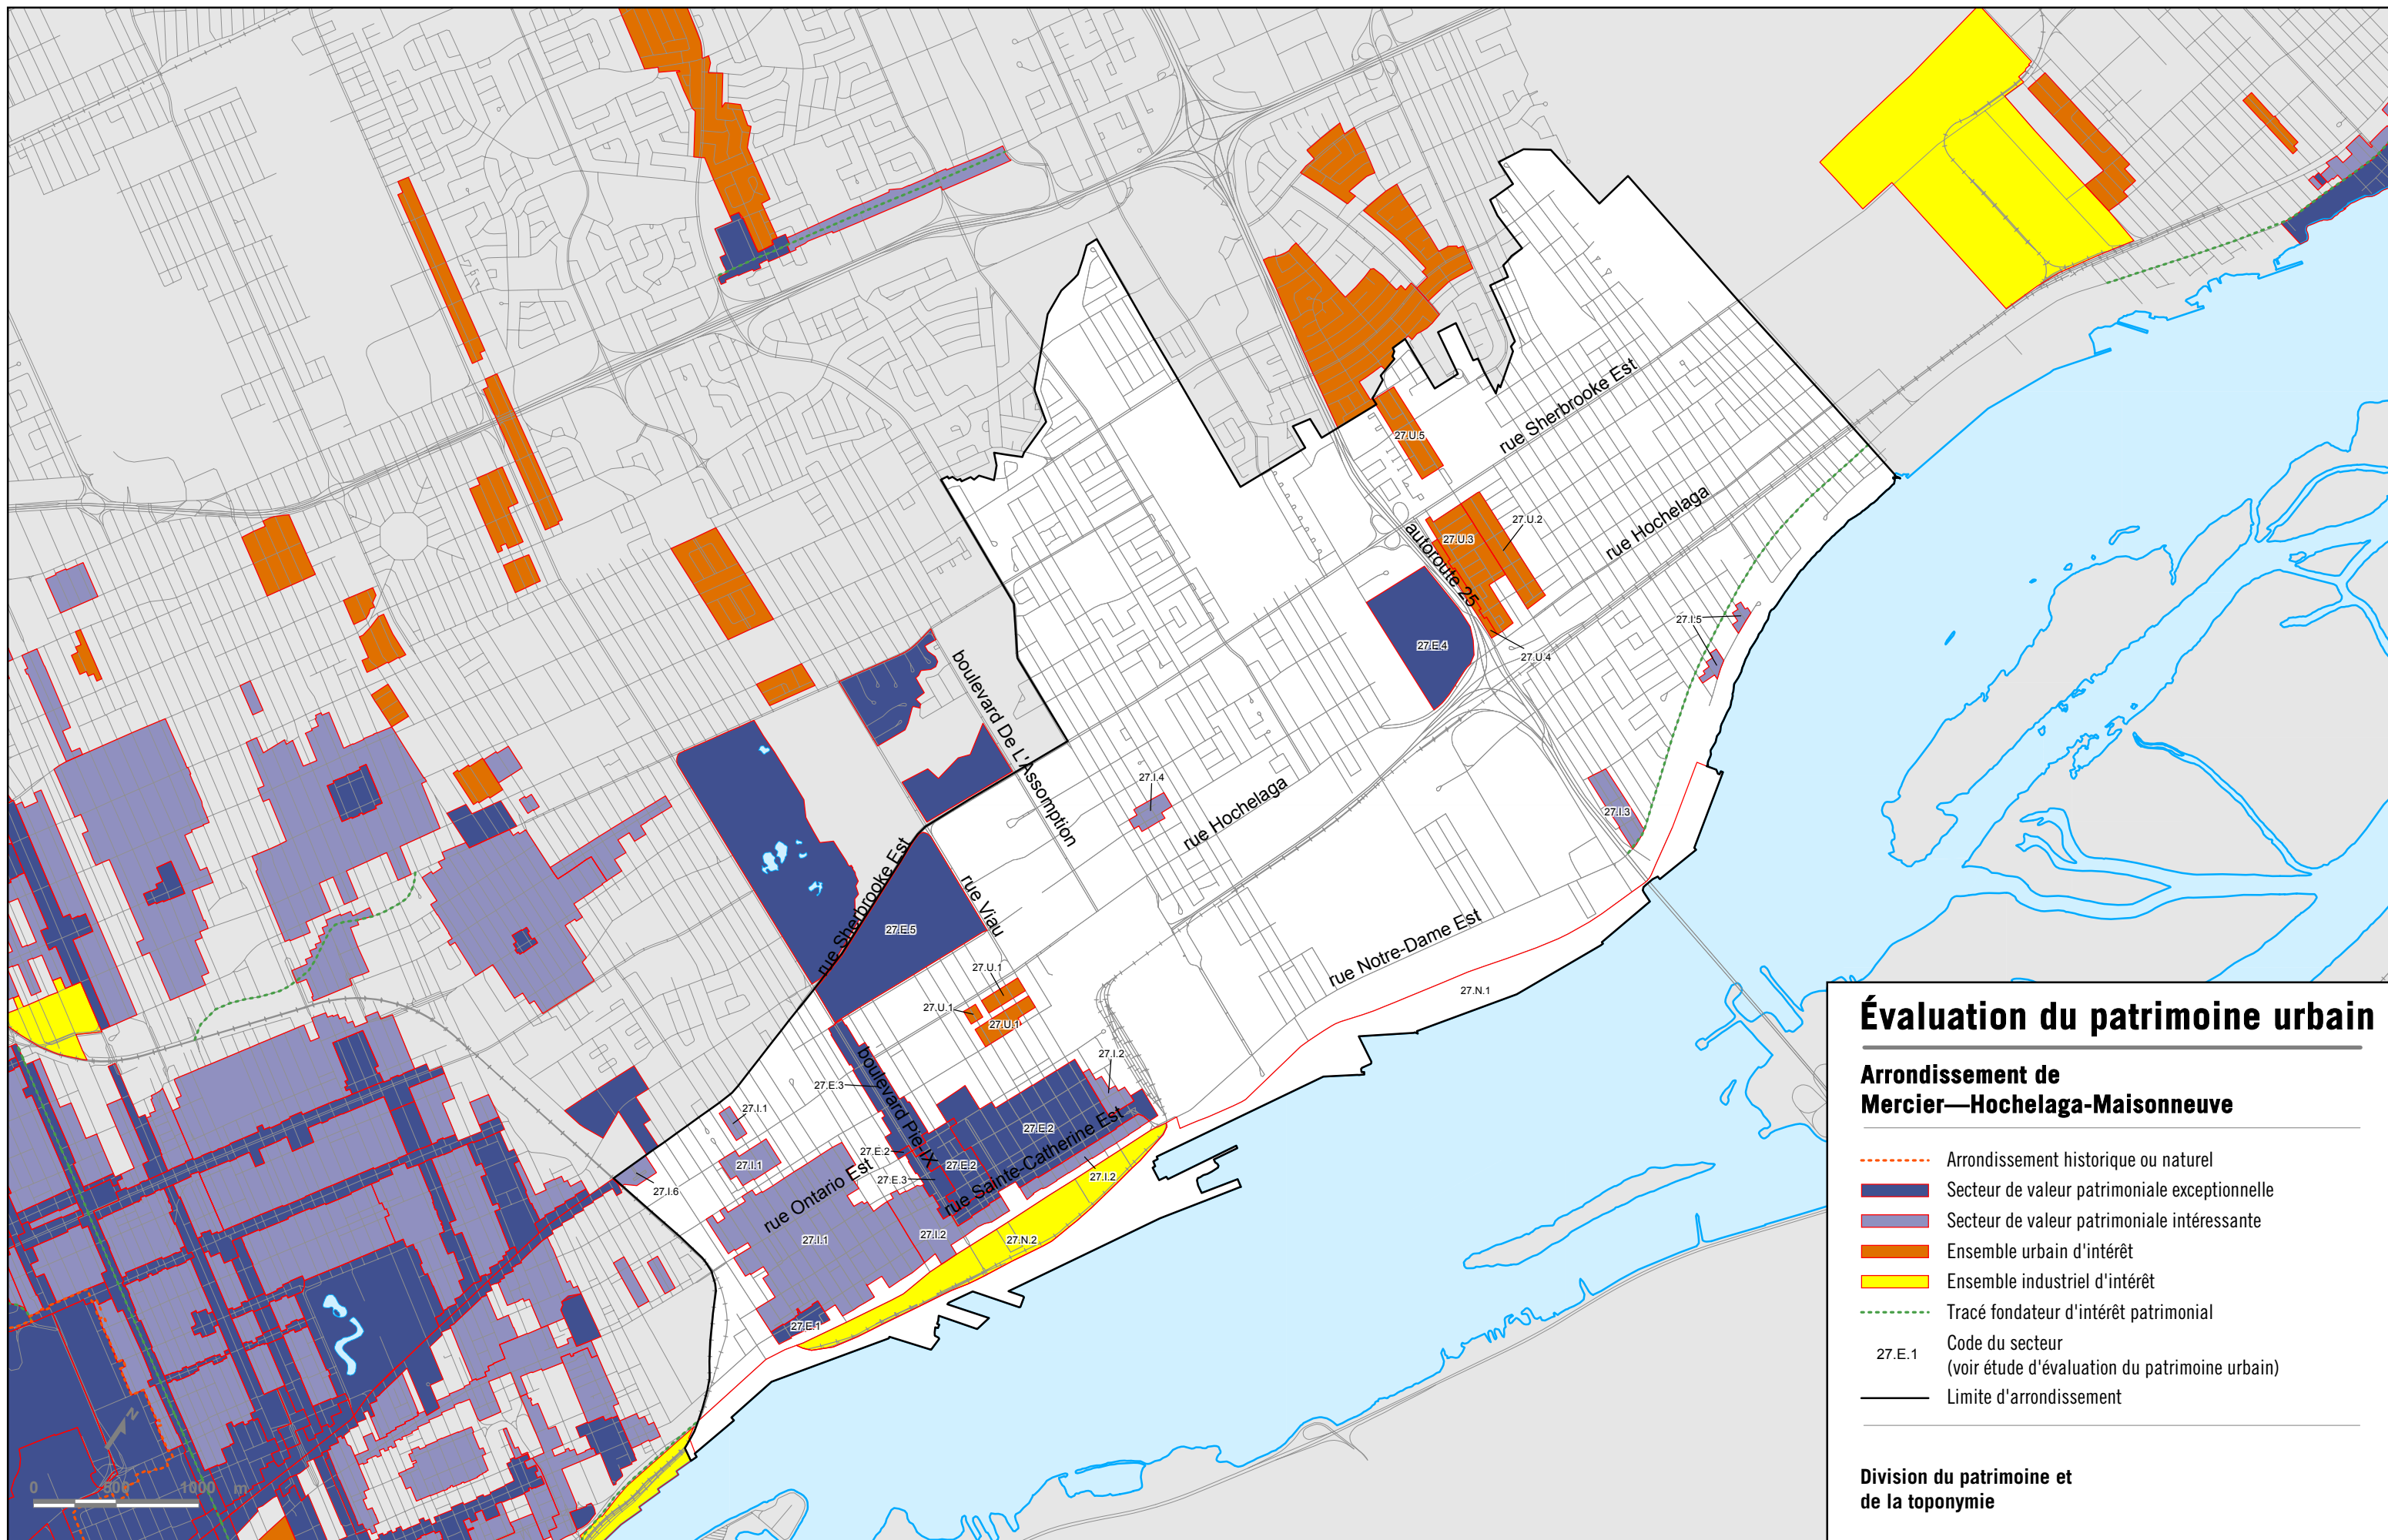 rue Sherbrooke Est
27.U.5
27.U.2
autoroute 25
27.U.3
rue Hochelaga
27.I.5
27.E.4
27.U.4
boulevard De L'Assomption
27.I.4
rue Hochelaga
27.I.3
rue Sherbrooke Est
rue Viau
27.E.5
rue Notre-Dame Est
27.U.1
27.N.1
27.U.1
27.U.1
boulevard Pie-IX
27.I.2
27.E.3
27.I.1
27.E.2
27.E.2
27.I.1
27.E.2
rue Ontario Est
27.E.3
rue Sainte-Catherine Est
27.I.2
27.I.6
27.I.1
27.I.2
27.N.2
27.E.1
N
0 500 1000 m
Évaluation du patrimoine urbain
Arrondissement de
Mercier—Hochelaga-Maisonneuve
Arrondissement historique ou naturel
Secteur de valeur patrimoniale exceptionnelle
Secteur de valeur patrimoniale intéressante
Ensemble urbain d'intérêt
Ensemble industriel d'intérêt
Tracé fondateur d'intérêt patrimonial
27.E.1
Code du secteur
(voir étude d'évaluation du patrimoine urbain)
Limite d'arrondissement
Division du patrimoine et
de la toponymie